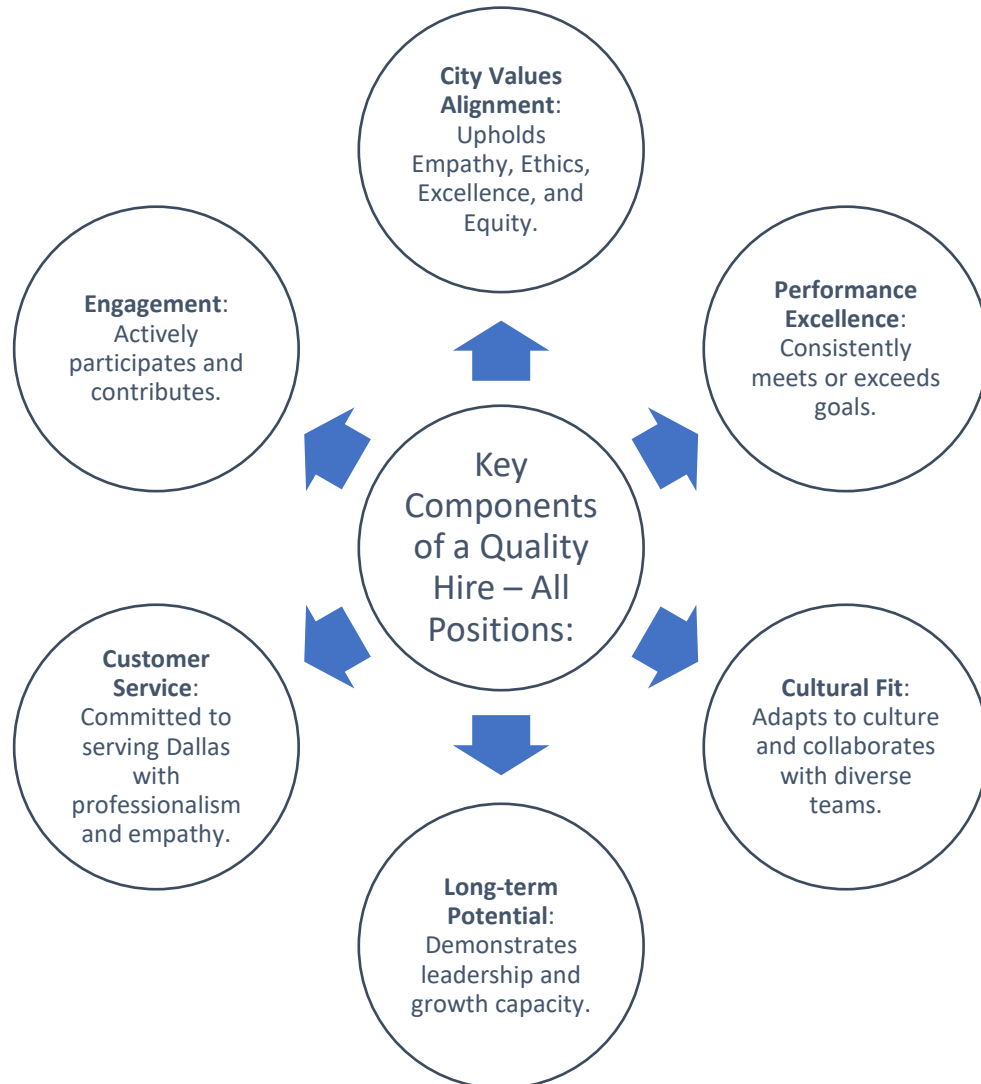 City Values
Alignment:
Upholds
Empathy, Ethics,
Excellence, and
Equity.
Performance
Excellence:
Consistently
meets or exceeds
goals.
Cultural Fit:
Adapts to culture
and collaborates
with diverse
teams.
Long-term
Potential:
Demonstrates
leadership and
growth capacity.
Customer
Service:
Committed to
serving Dallas
with
professionalism
and empathy.
Engagement:
Actively
participates and
contributes.
Key
Components
of a Quality
Hire – All
Positions: